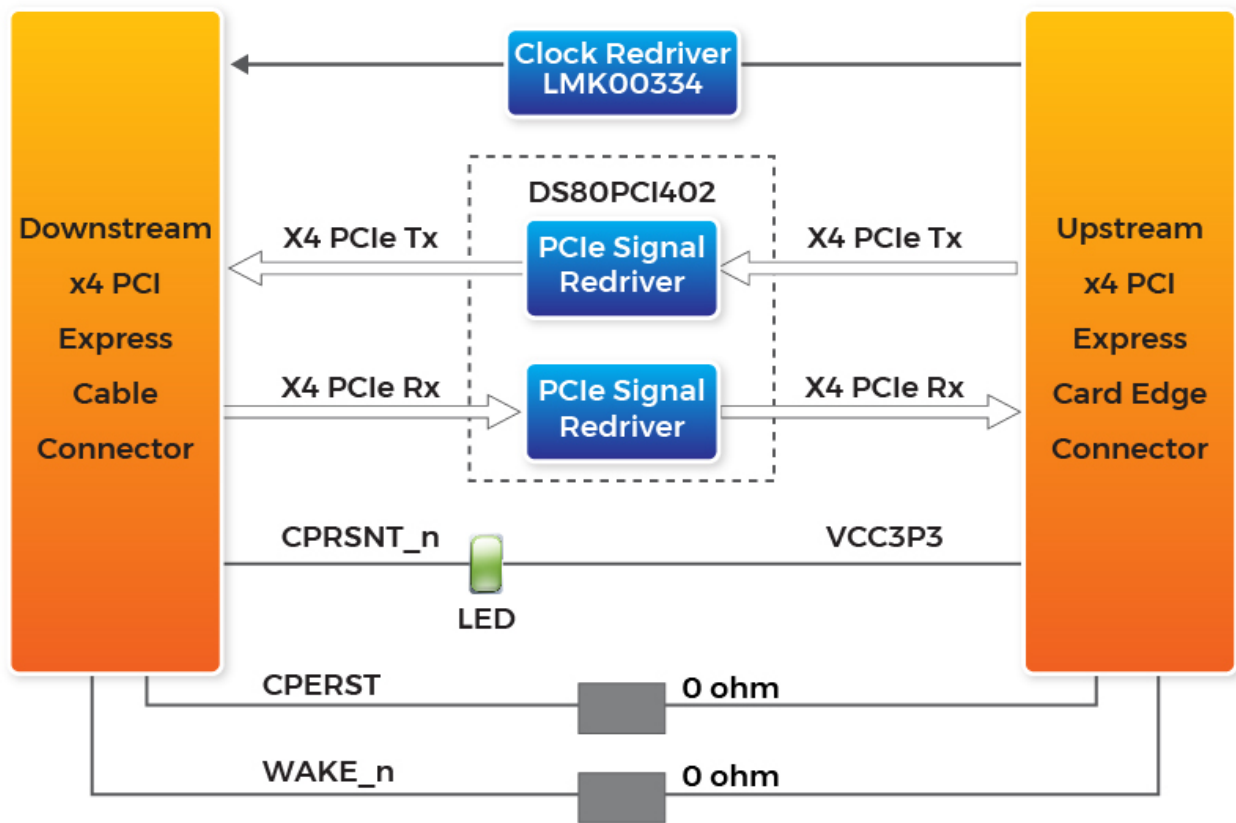 Clock Redriver
LMK00334
Downstream
x4 PCI
Express
Cable
Connector
DS80PCI402
X4 PCIe Tx
PCIe Signal
Redriver
X4 PCIe Tx
X4 PCIe Rx
PCIe Signal
Redriver
X4 PCIe Rx
Upstream
x4 PCI
Express
Card Edge
Connector
CPRSNT_n
VCC3P3
LED
CPERST
0 ohm
WAKE_n
0 ohm